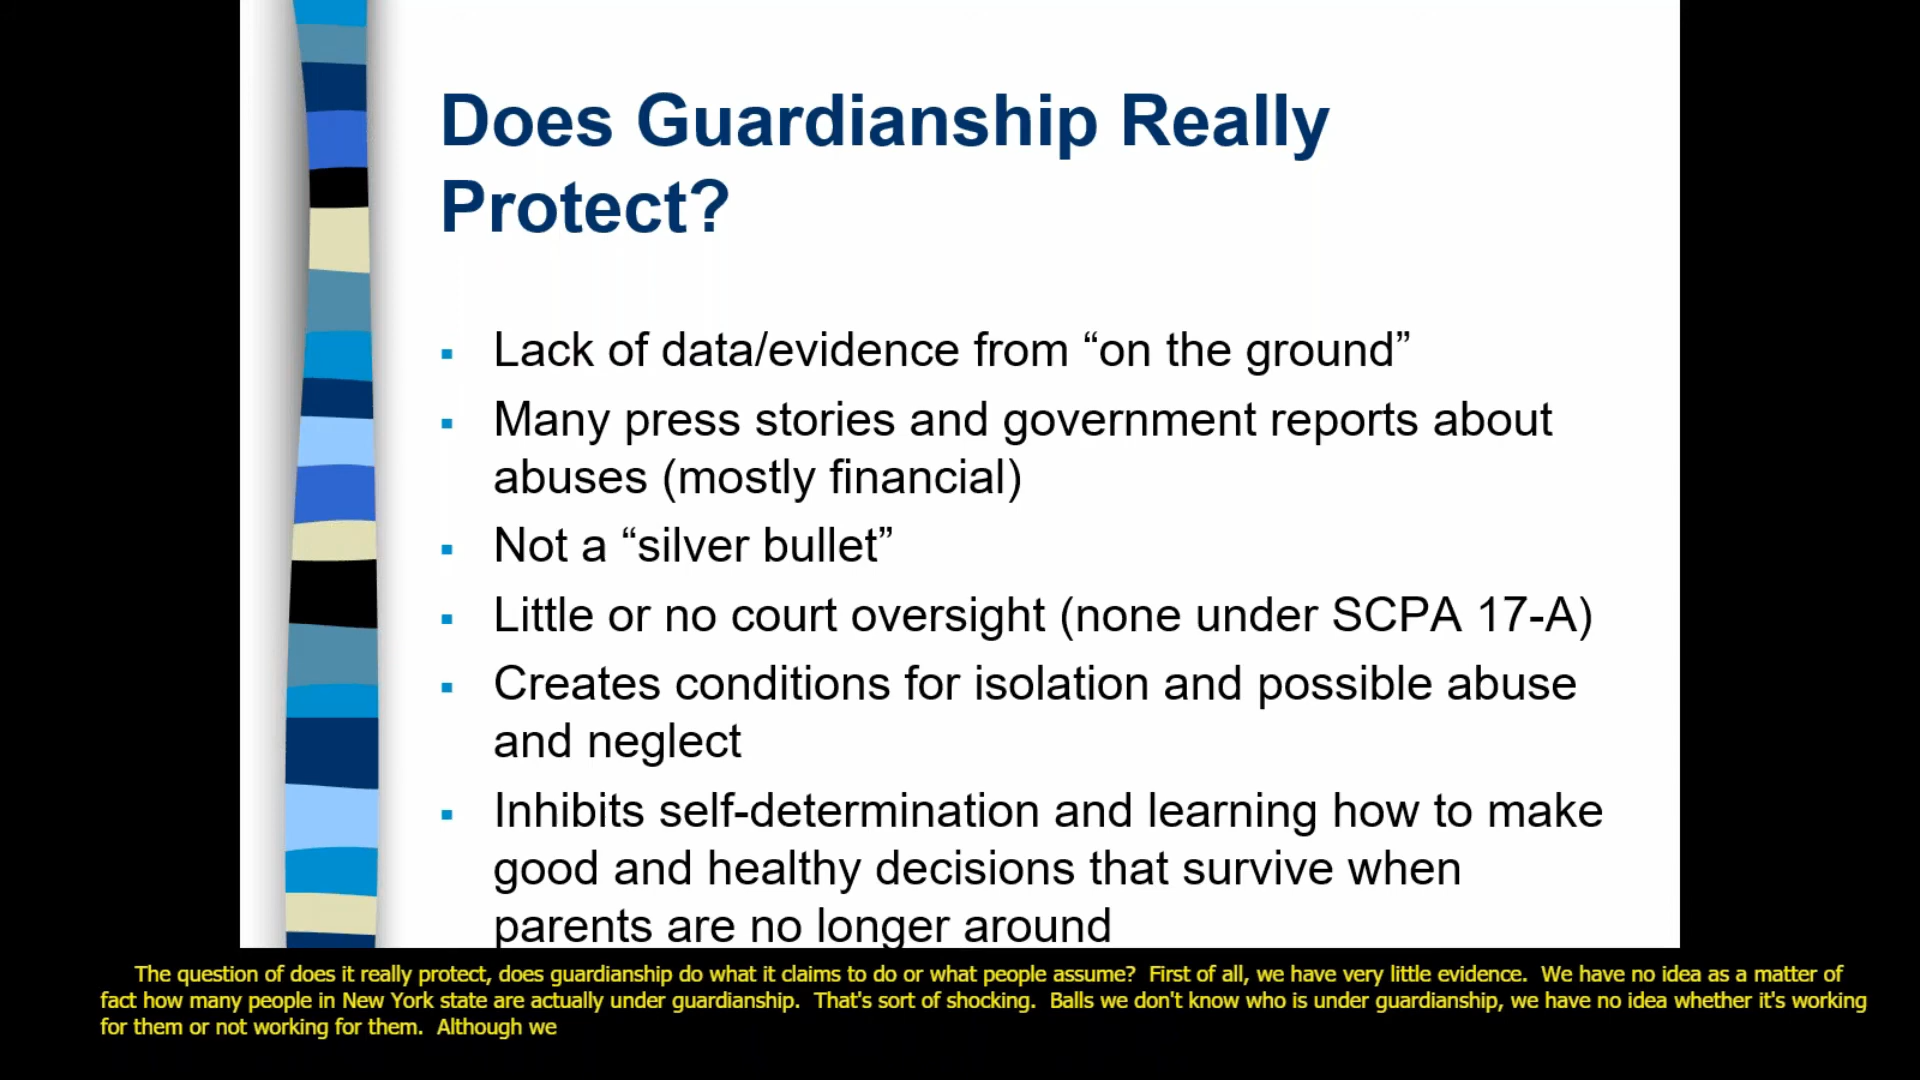 Does Guardianship Really
Protect?
▪ Lack of data/evidence from “on the ground”
▪ Many press stories and government reports about
abuses (mostly financial)
▪ Not a “silver bullet”
▪ Little or no court oversight (none under SCPA 17-A)
▪ Creates conditions for isolation and possible abuse
and neglect
▪ Inhibits self-determination and learning how to make
good and healthy decisions that survive when
parents are no longer around
The question of does it really protect, does guardianship do what it claims to do or what people assume?  First of all, we have very little evidence.  We have no idea as a matter of
fact how many people in New York state are actually under guardianship.  That's sort of shocking.  Balls we don't know who is under guardianship, we have no idea whether it's working
for them or not working for them.  Although we